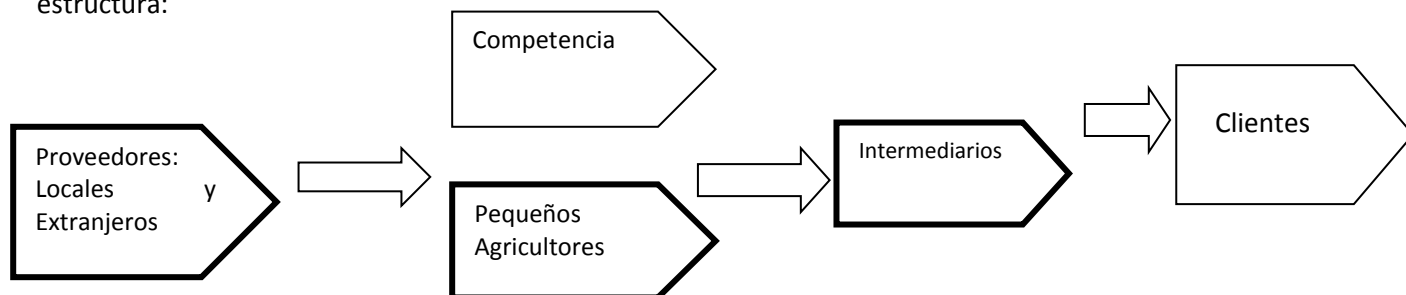 estructura:
Competencia
Proveedores:
Locales y
Extranjeros
Pequeños
Agricultores
Intermediarios
Clientes